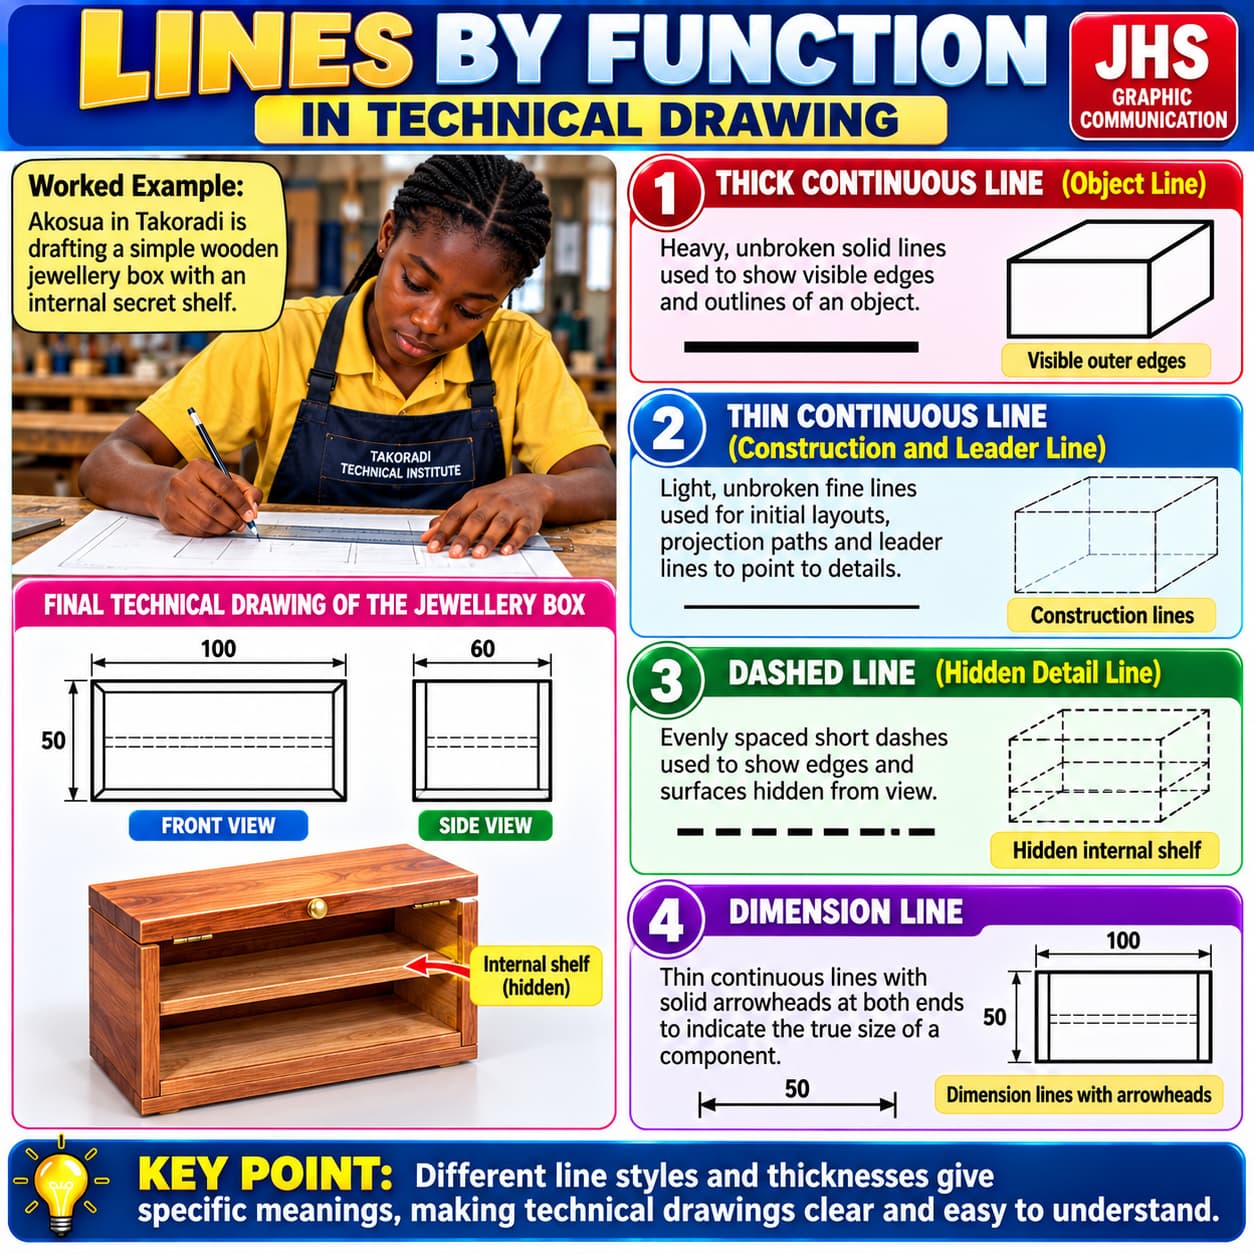 LINES BY FUNCTION
IN TECHNICAL DRAWING
JHS
GRAPHIC
COMMUNICATION
Worked Example:
Akosua in Takoradi is
drafting a simple wooden
jewellery box with an
internal secret shelf.
TAKORADI
TECHNICAL INSTITUTE
FINAL TECHNICAL DRAWING OF THE JEWELLERY BOX
100
60
50
FRONT VIEW
SIDE VIEW
Internal shelf
(hidden)
1 THICK CONTINUOUS LINE (Object Line)
Heavy, unbroken solid lines
used to show visible edges
and outlines of an object.
Visible outer edges
2 THIN CONTINUOUS LINE
(Construction and Leader Line)
Light, unbroken fine lines
used for initial layouts,
projection paths and leader
lines to point to details.
Construction lines
3 DASHED LINE (Hidden Detail Line)
Evenly spaced short dashes
used to show edges and
surfaces hidden from view.
Hidden internal shelf
4 DIMENSION LINE
Thin continuous lines with
solid arrowheads at both ends
to indicate the true size of a
component.
50
100
50
Dimension lines with arrowheads
KEY POINT: Different line styles and thicknesses give
specific meanings, making technical drawings clear and easy to understand.